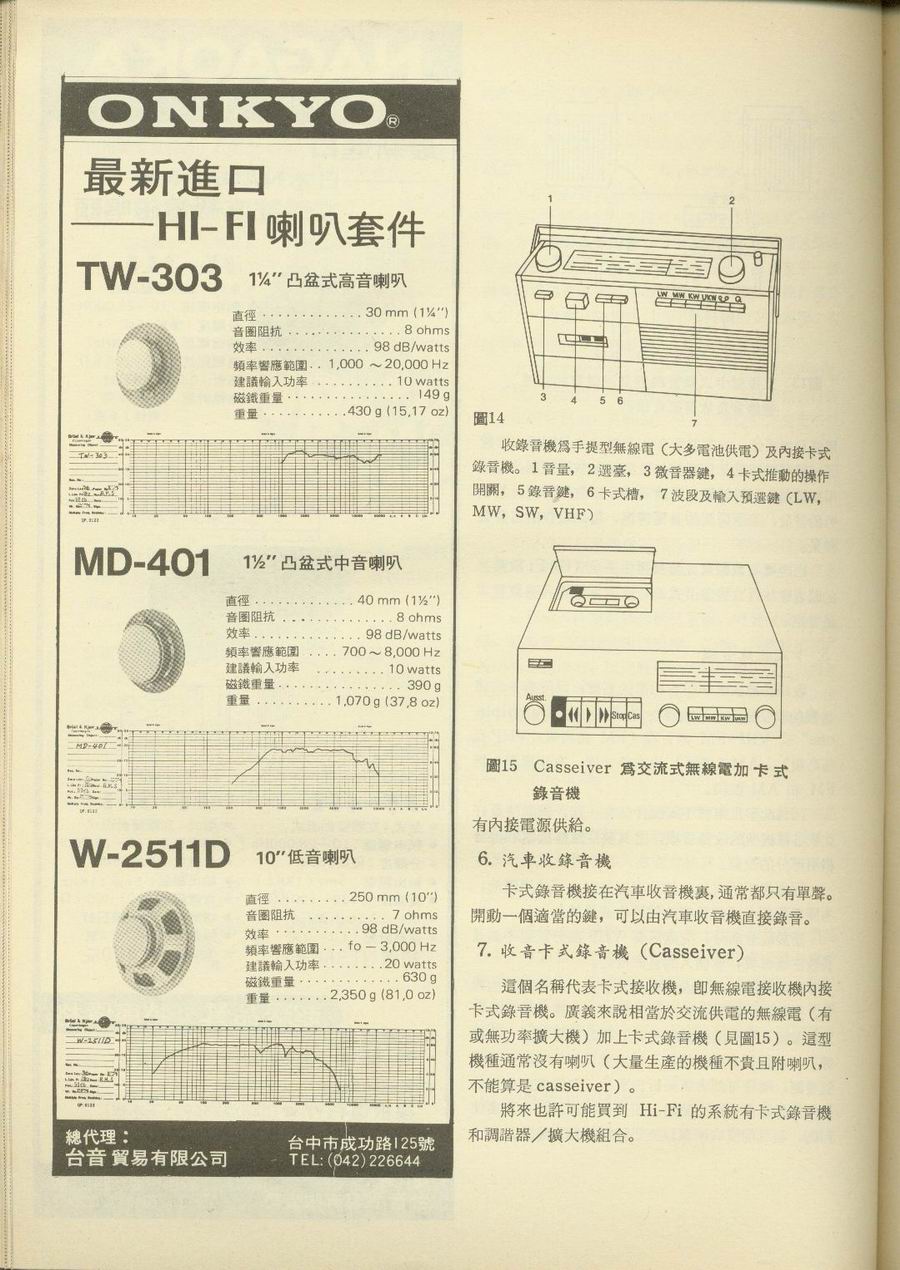 ONKYO®
最新進口
——HI-FI 喇叭套件
TW-303 1¼″ 凸盆式高音喇叭
直徑 . . . . . . . . . . . . . . 30 mm (1¼″)
音圈阻抗 . . . . . . . . . . . . . . 8 ohms
效率 . . . . . . . . . . . . . . 98 dB/watts
頻率響應範圍 . . 1,000 ~ 20,000 Hz
建議輸入功率 . . . . . . . . . . 10 watts
磁鐵重量 . . . . . . . . . . . . . . . . . 149 g
重量 . . . . . . . . . . . 430 g (15,17 oz)
Brüel & Kjær
TW-303
QP 0122
MD-401 1½″ 凸盆式中音喇叭
直徑 . . . . . . . . . . . . . . 40 mm (1½″)
音圈阻抗 . . . . . . . . . . . . . . 8 ohms
效率 . . . . . . . . . . . . . . 98 dB/watts
頻率響應範圍 . . . . 700 ~ 8,000 Hz
建議輸入功率 . . . . . . . . . . 10 watts
磁鐵重量 . . . . . . . . . . . . . . . . 390 g
重量 . . . . . . . . . . 1,070 g (37,8 oz)
Brüel & Kjær
MD-401
QP 0122
W-2511D 10″ 低音喇叭
直徑 . . . . . . . . . . 250 mm (10″)
音圈阻抗 . . . . . . . . . . 7 ohms
效率 . . . . . . . . . . . 98 dB/watts
頻率響應範圍 . . . fo — 3,000 Hz
建議輸入功率 . . . . . . . . 20 watts
磁鐵重量 . . . . . . . . . . . . . . 630 g
重量 . . . . . . . 2,350 g (81,0 oz)
Brüel & Kjær
W-2511D
QP 0122
總代理：
台音貿易有限公司
台中市成功路125號
TEL: (042) 226644
1 2
LW MW KW UKW
3 4 5 6
7
圖14
收錄音機爲手提型無線電（大多電池供電）及內接卡式
錄音機。1 音量，2 選臺，3 微音器鍵，4 卡式推動的操作
開關，5 錄音鍵，6 卡式槽，7 波段及輸入預選鍵 (LW,
MW, SW, VHF)
Ausst.
Stop Cas
LW MW KW UKW
圖15 Casseiver 爲交流式無線電加卡式
錄音機
有內接電源供給。
6. 汽車收錄音機
卡式錄音機接在汽車收音機裏，通常都只有單聲。
開動一個適當的鍵，可以由汽車收音機直接錄音。
7. 收音卡式錄音機（Casseiver）
這個名稱代表卡式接收機，卽無線電接收機內接
卡式錄音機。廣義來說相當於交流供電的無線電（有
或無功率擴大機）加上卡式錄音機（見圖15）。這型
機種通常沒有喇叭（大量生產的機種不貴且附喇叭，
不能算是 casseiver）。
將來也許可能買到 Hi-Fi 的系統有卡式錄音機
和調諧器／擴大機組合。